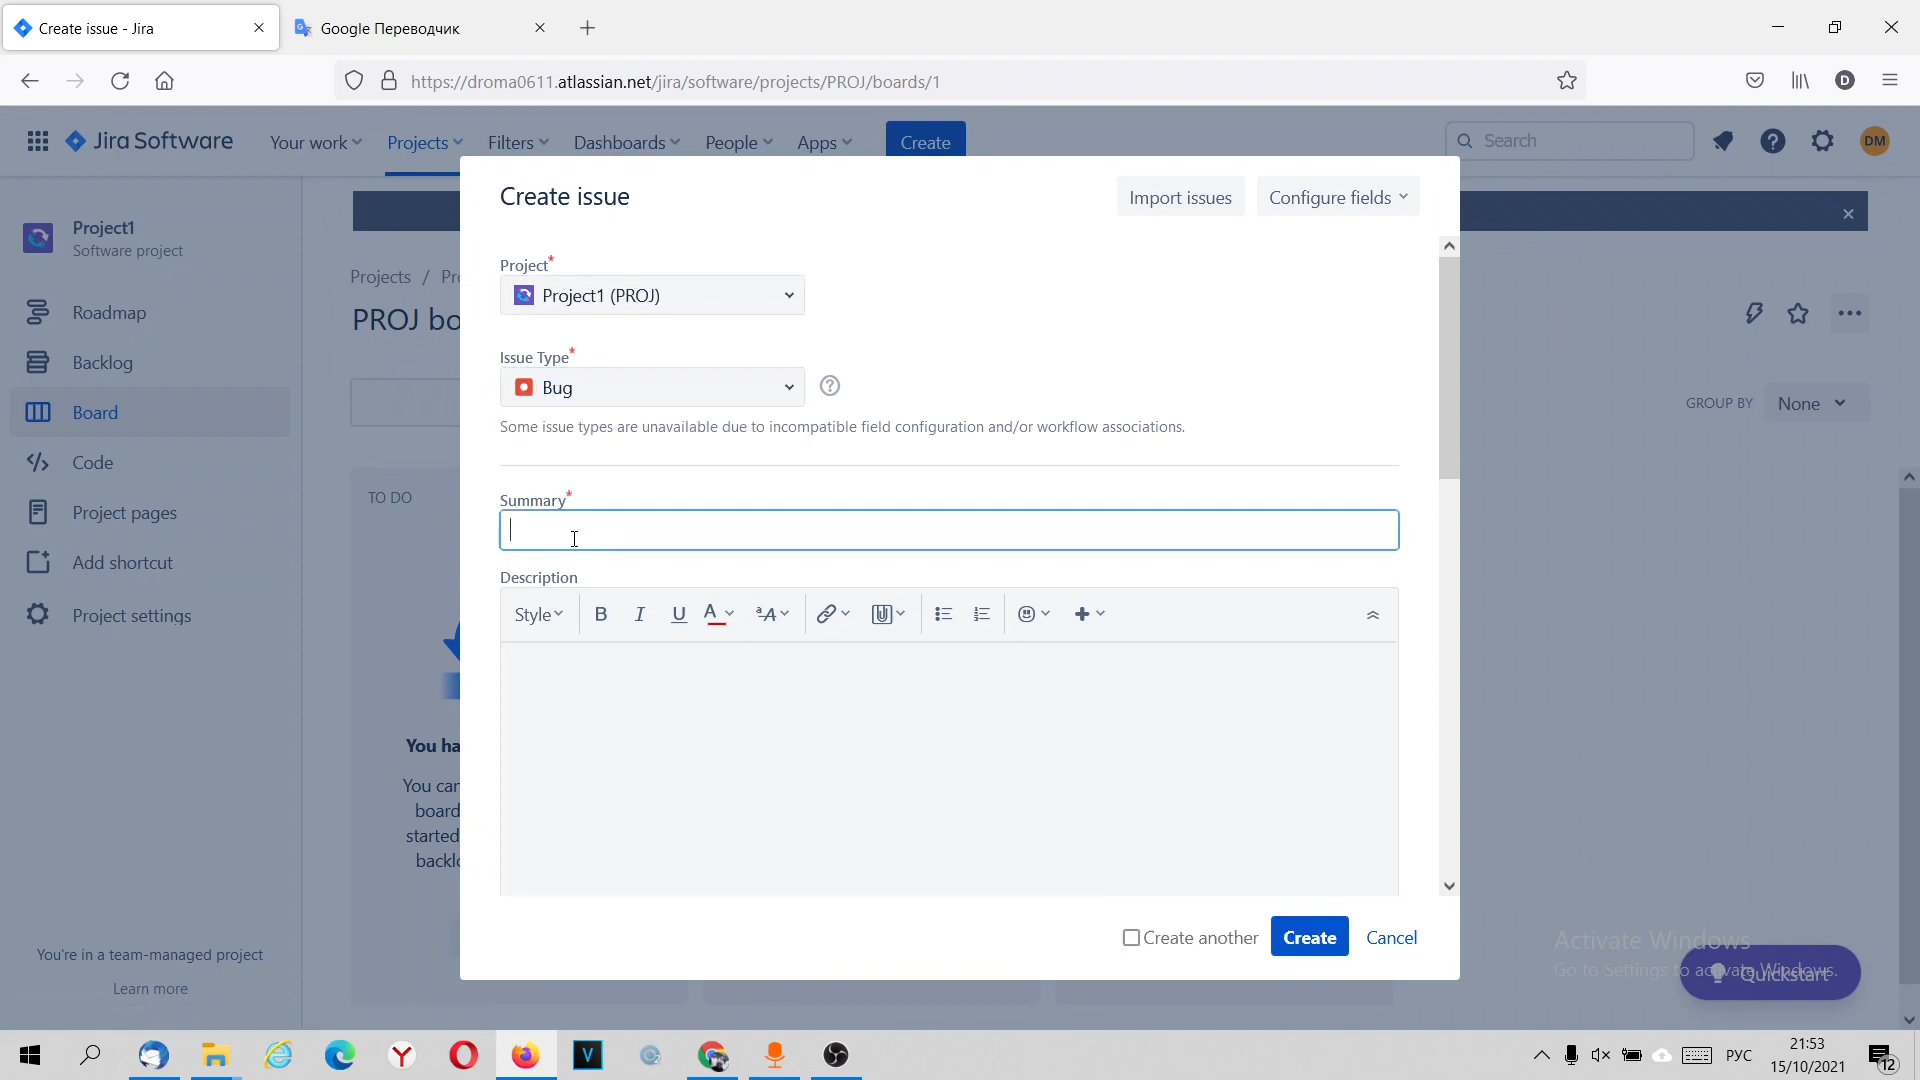 Create issue - Jira
Google Переводчик
https://droma0611.atlassian.net/jira/software/projects/PROJ/boards/1
Jira Software
Your work
Projects
Filters
Dashboards
People
Apps
Create
Search
DM
Project1
Software project
Roadmap
Backlog
Board
Code
Project pages
Add shortcut
Project settings
You're in a team-managed project
Learn more
Projects /
PROJ
TO DO
You can
board
started
GROUP BY
None
Create issue
Import issues
Configure fields
Project*
Project1 (PROJ)
Issue Type*
Bug
Some issue types are unavailable due to incompatible field configuration and/or workflow associations.
Summary*
Description
Style
B
I
U
A
ªA
Create another
Create
Cancel
Activate Windows
Go to Settings to activate Windows.
Quickstart
D
Y
V
РУС
21:53
15/10/2021
12